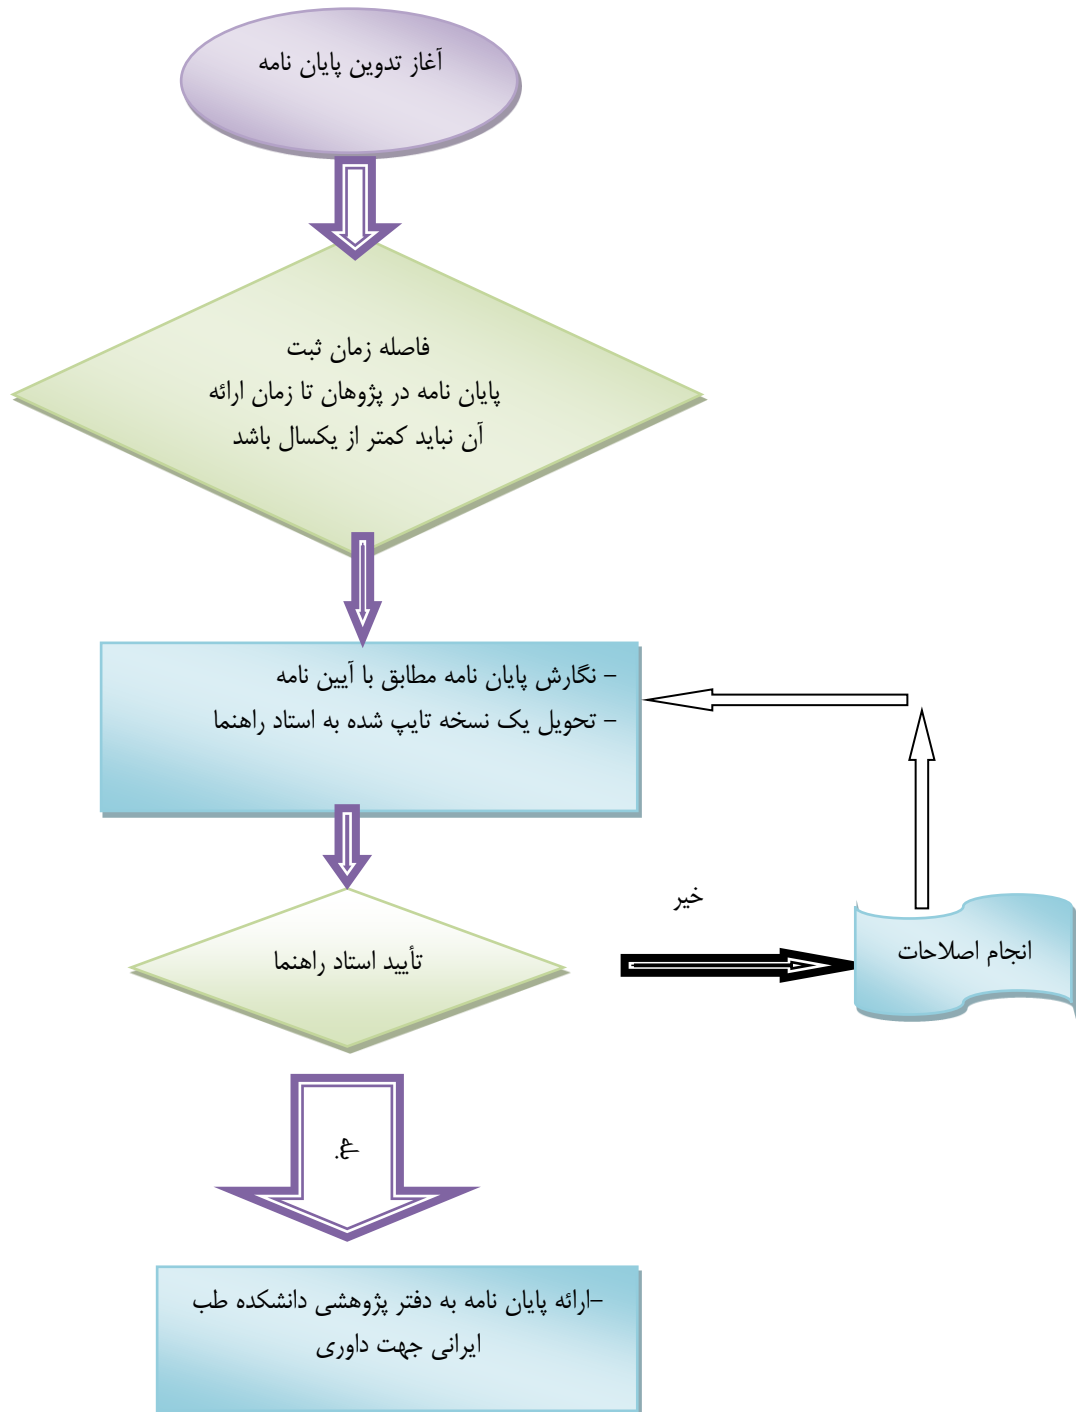 آغاز تدوین پایان نامه
فاصله زمان ثبت
پایان نامه در پژوهان تا زمان ارائه
آن نباید کمتر از یکسال باشد
– نگارش پایان نامه مطابق با آیین نامه
– تحویل یک نسخه تایپ شده به استاد راهنما
تأیید استاد راهنما
خیر
انجام اصلاحات
–ارائه پایان نامه به دفتر پژوهشی دانشکده طب
ایرانی جهت داوری